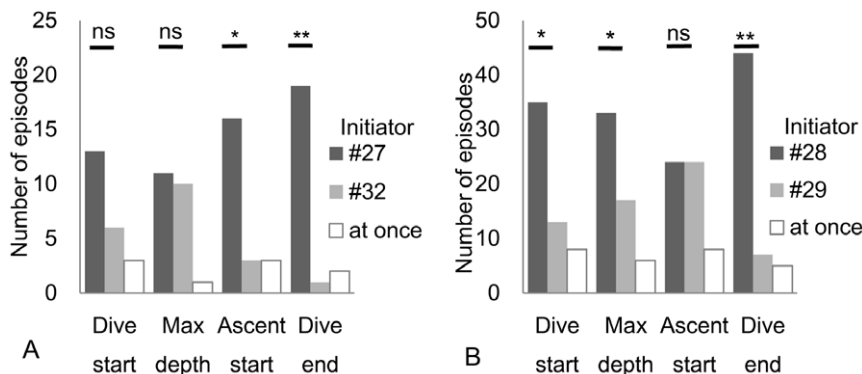 25
20
15
10
5
0
Number of episodes
ns
ns
*
**
Initiator
#27
#32
at once
Dive start
Max depth
Ascent start
Dive end
A
50
40
30
20
10
0
Number of episodes
*
*
ns
**
Initiator
#28
#29
at once
Dive start
Max depth
Ascent start
Dive end
B